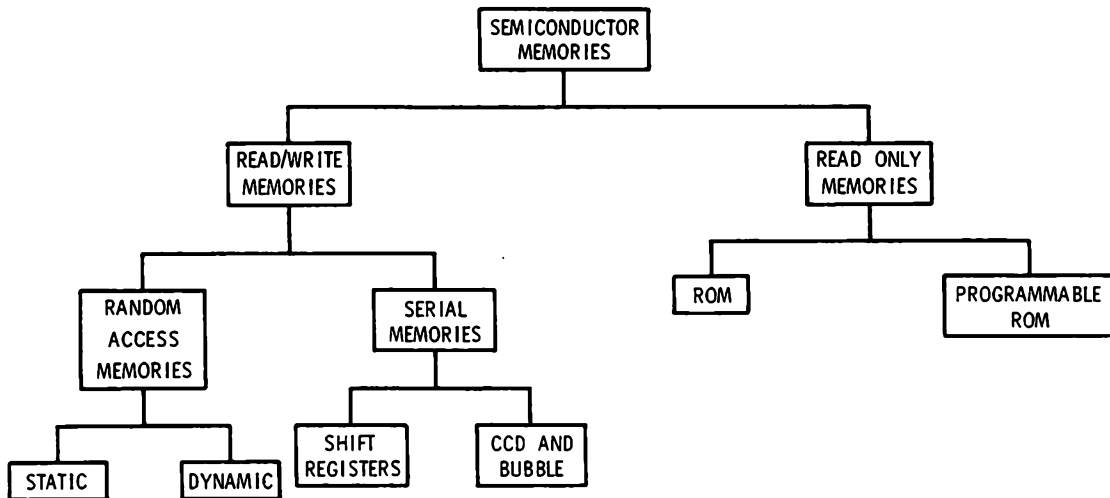 SEMICONDUCTOR
MEMORIES
READ/WRITE
MEMORIES
READ ONLY
MEMORIES
RANDOM
ACCESS
MEMORIES
SERIAL
MEMORIES
ROM
PROGRAMMABLE
ROM
STATIC
DYNAMIC
SHIFT
REGISTERS
CCD AND
BUBBLE